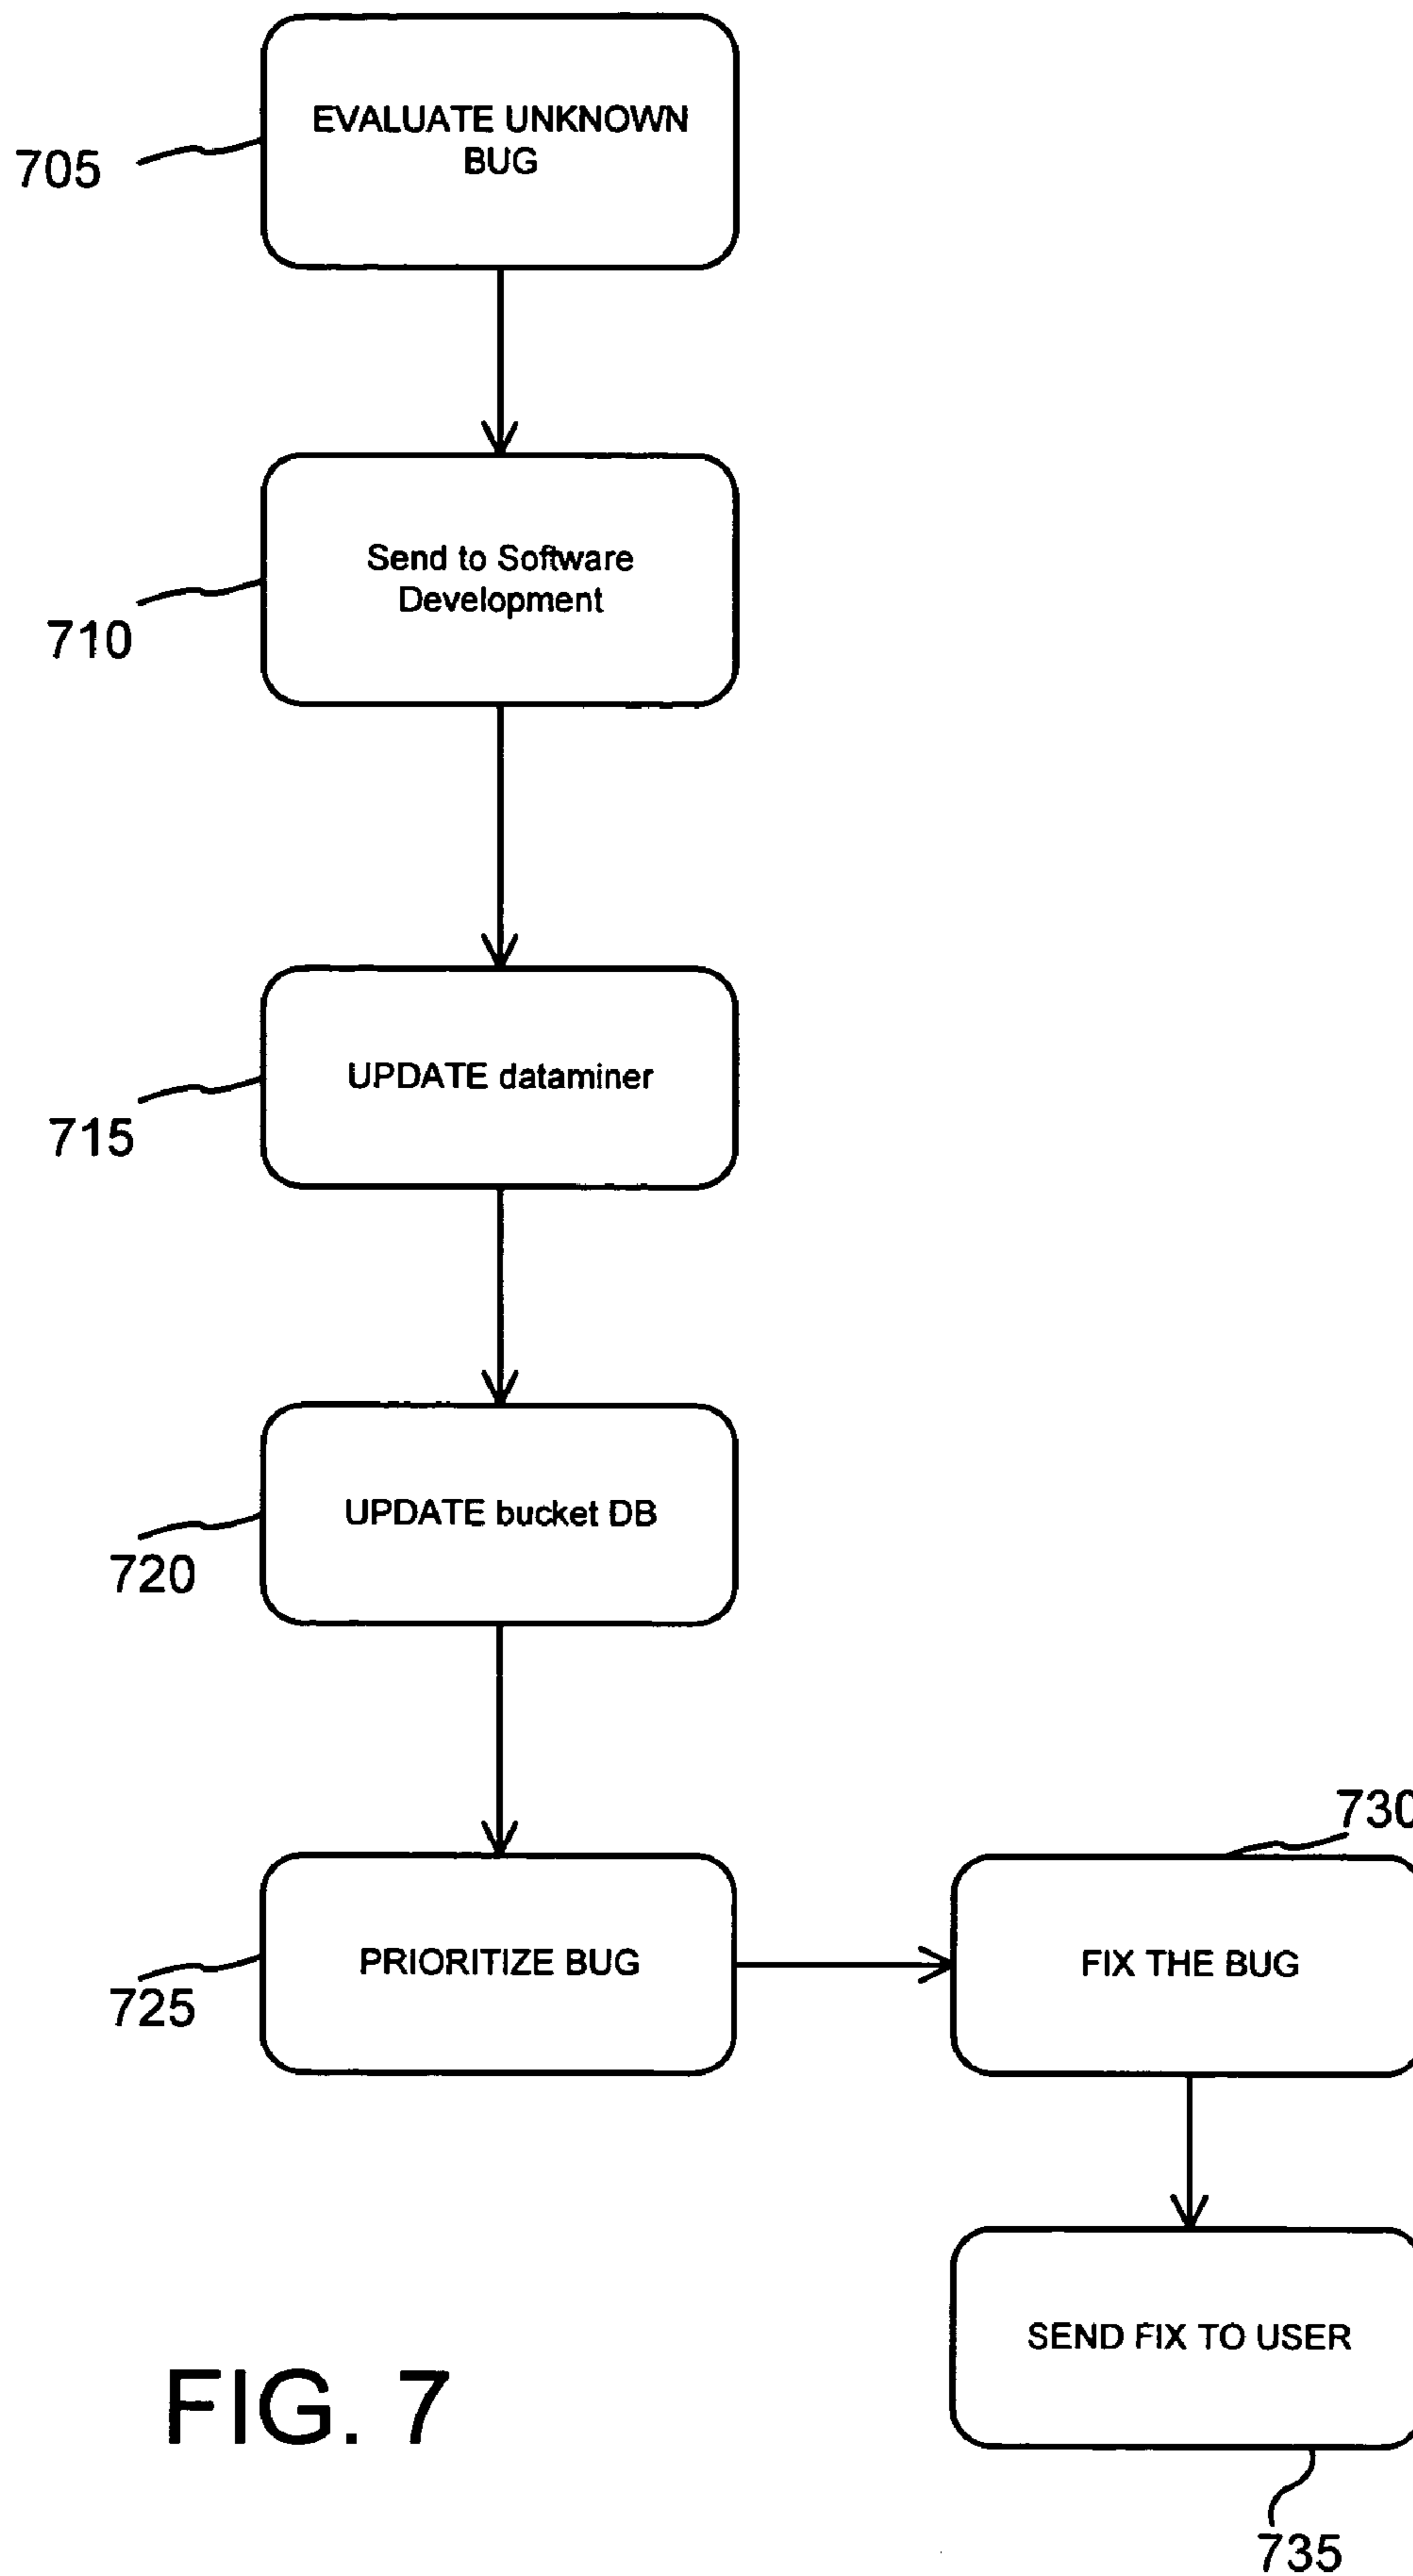 EVALUATE UNKNOWN
BUG
705
Send to Software
Development
710
UPDATE dataminer
715
UPDATE bucket DB
720
PRIORITIZE BUG
725
730
FIX THE BUG
SEND FIX TO USER
735
FIG. 7